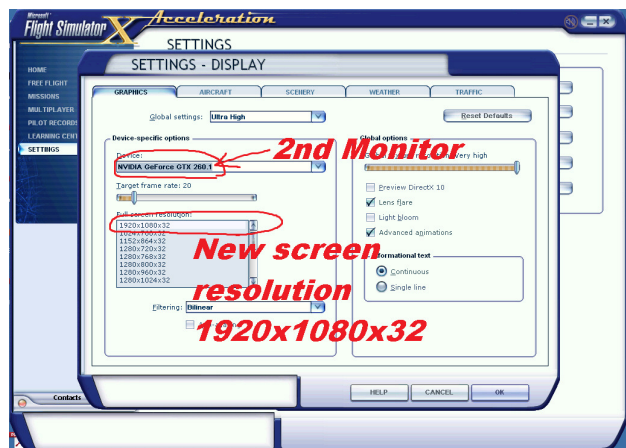 Microsoft
Flight Simulator X Acceleration
SETTINGS
SETTINGS - DISPLAY
HOME
FREE FLIGHT
MISSIONS
MULTIPLAYER
PILOT RECORDS
LEARNING CENT
SETTINGS
GRAPHICS
AIRCRAFT
SCENERY
WEATHER
TRAFFIC
Global settings: Ultra High
Reset Defaults
Device-specific options
Global options
2nd Monitor
Device:
Very high
NVIDIA GeForce GTX 260.1
Target frame rate: 20
Preview DirectX 10
Lens flare
Light bloom
Advanced animations
Full screen resolution:
1920x1080x32
1024x768x32
1152x864x32
1280x720x32
1280x768x32
1280x800x32
1280x960x32
1280x1024x32
New screen
resolution
1920x1080x32
formational text
Continuous
Single line
Filtering: Bilinear
HELP
CANCEL
OK
Contacts